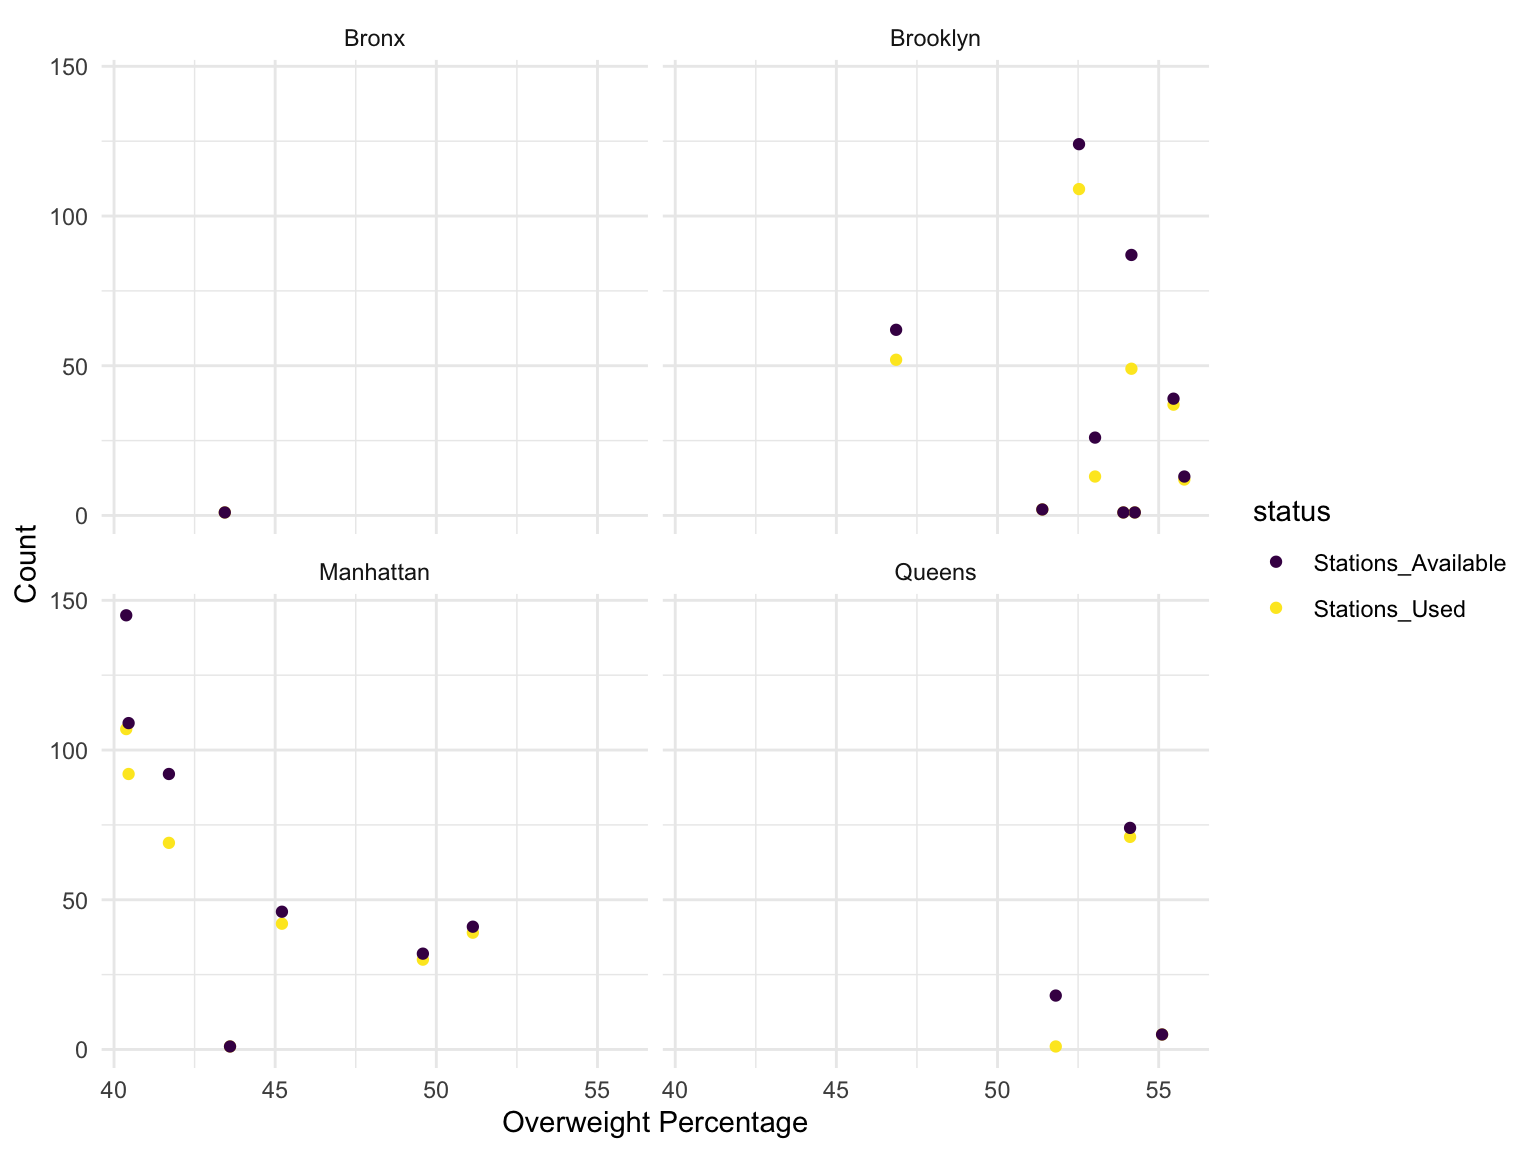 Bronx
Brooklyn
150
100
50
0
Manhattan
Queens
150
100
50
0
40
45
50
55
40
45
50
55
Overweight Percentage
Count
status
Stations_Available
Stations_Used